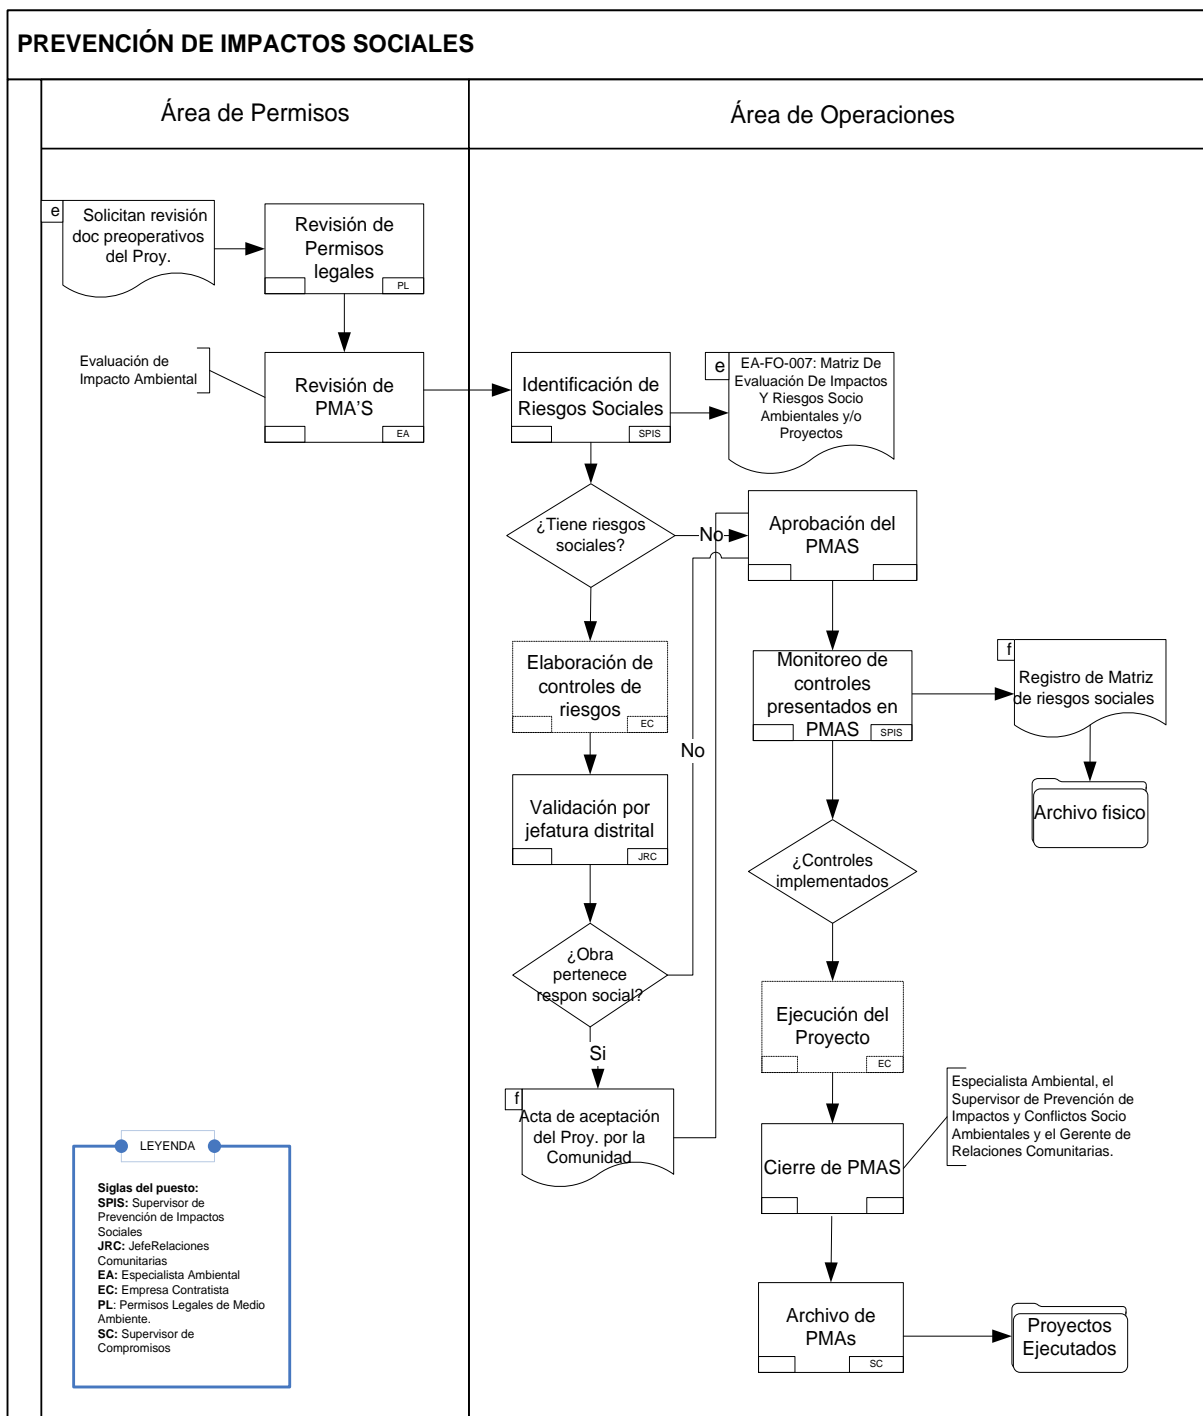 PREVENCIÓN DE IMPACTOS SOCIALES
Área de Permisos
Área de Operaciones
e
Solicitan revisión
doc preoperativos
del Proy.
Revisión de
Permisos
legales
PL
Evaluación de
Impacto Ambiental
Revisión de
PMA'S
EA
Identificación de
Riesgos Sociales
SPIS
e
EA-FO-007: Matriz De
Evaluación De Impactos
Y Riesgos Socio
Ambientales y/o
Proyectos
¿Tiene riesgos
sociales?
No
Aprobación del
PMAS
Elaboración de
controles de
riesgos
EC
Monitoreo de
controles
presentados en
PMAS
SPIS
f
Registro de Matriz
de riesgos sociales
Archivo fisico
No
Validación por
jefatura distrital
JRC
¿Controles
implementados
¿Obra
pertenece
respon social?
Si
f
Acta de aceptación
del Proy. por la
Comunidad
Ejecución del
Proyecto
EC
Especialista Ambiental, el
Supervisor de Prevención de
Impactos y Conflictos Socio
Ambientales y el Gerente de
Relaciones Comunitarias.
Cierre de PMAS
Archivo de
PMAs
SC
Proyectos
Ejecutados
LEYENDA
Siglas del puesto:
SPIS: Supervisor de
Prevención de Impactos
Sociales
JRC: JefeRelaciones
Comunitarias
EA: Especialista Ambiental
EC: Empresa Contratista
PL: Permisos Legales de Medio
Ambiente.
SC: Supervisor de
Compromisos